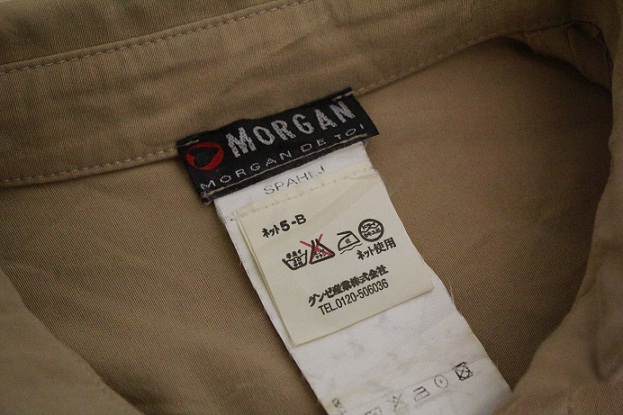 MORGAN
MORGAN DE TOI
SPAHLJ
ネット5-B
ネット使用
グンゼ産業株式会社
TEL.0120-506036